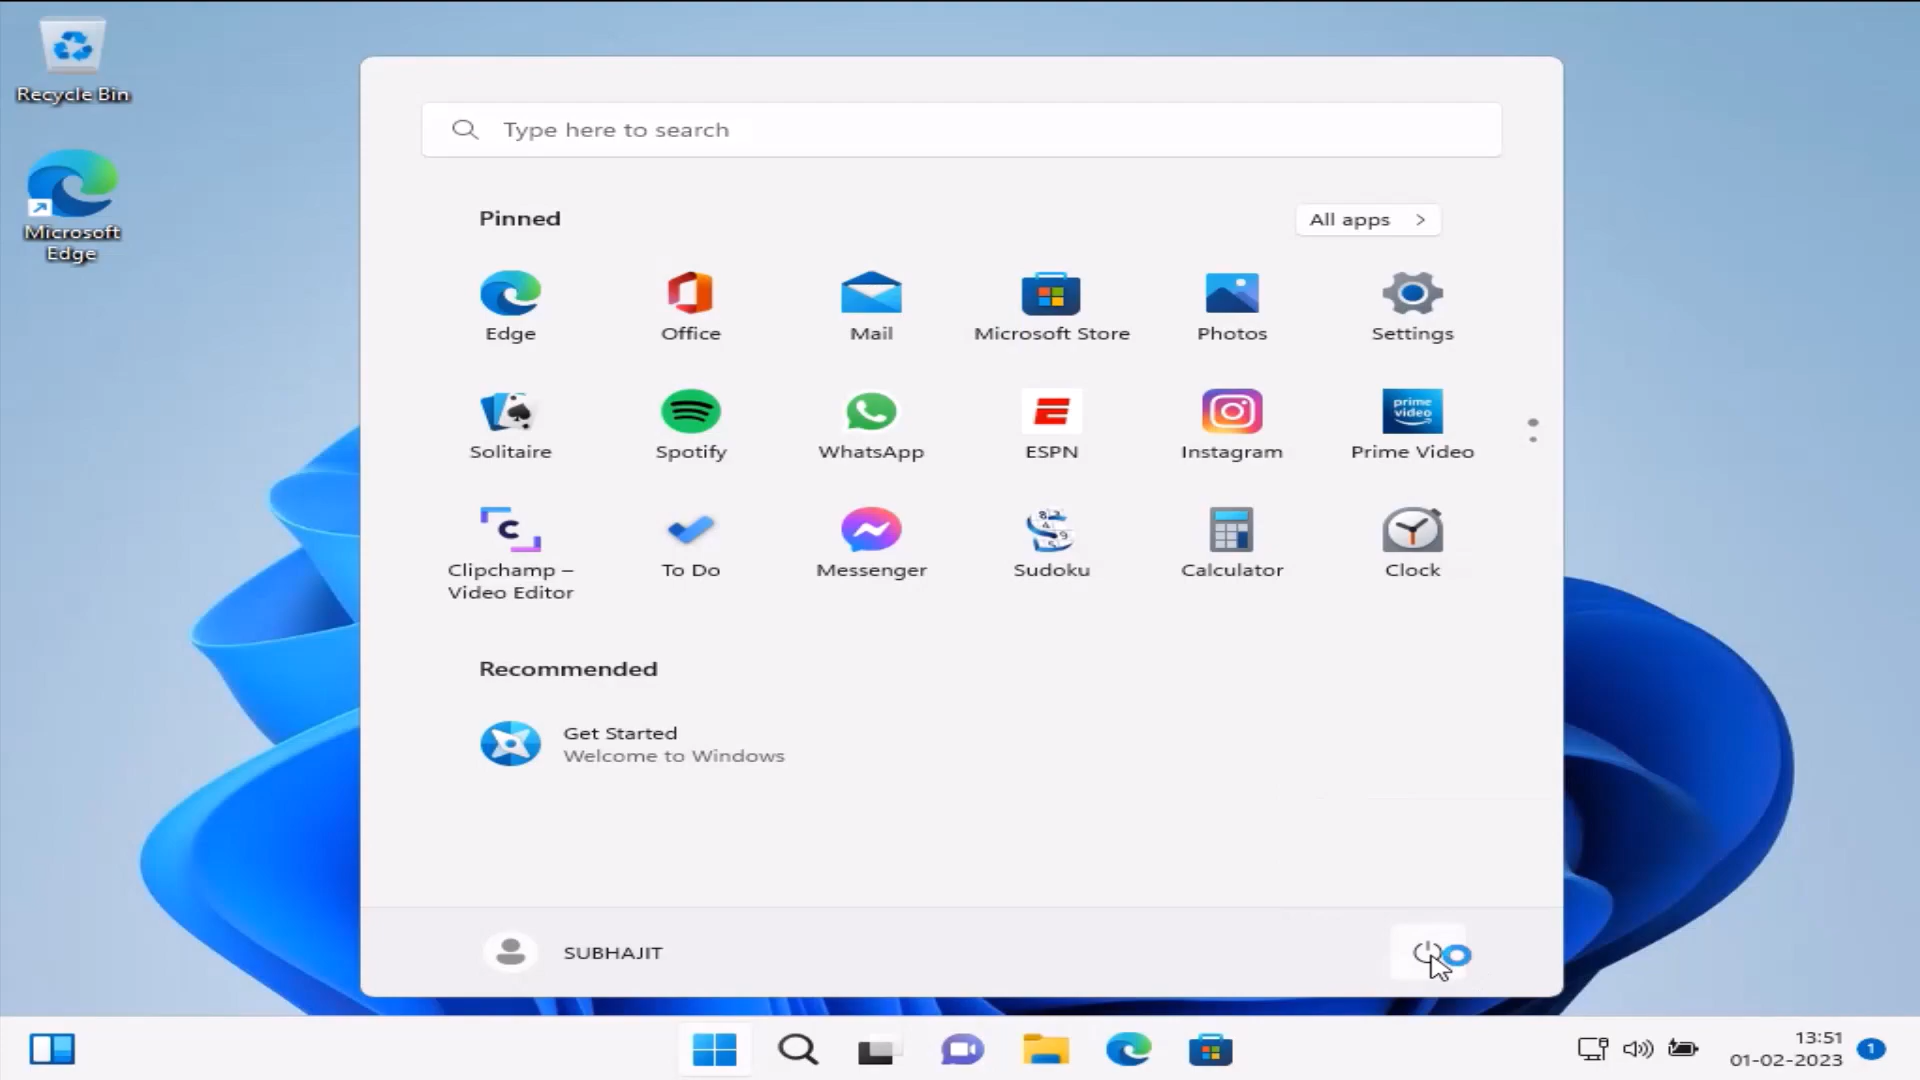 Recycle Bin
Microsoft
Edge
Type here to search
Pinned
All apps
Edge
Office
Mail
Microsoft Store
Photos
Settings
prime
video
Solitaire
Spotify
WhatsApp
ESPN
Instagram
Prime Video
Clipchamp –
Video Editor
To Do
Messenger
Sudoku
Calculator
Clock
Recommended
Get Started
Welcome to Windows
SUBHAJIT
13:51
01-02-2023
1